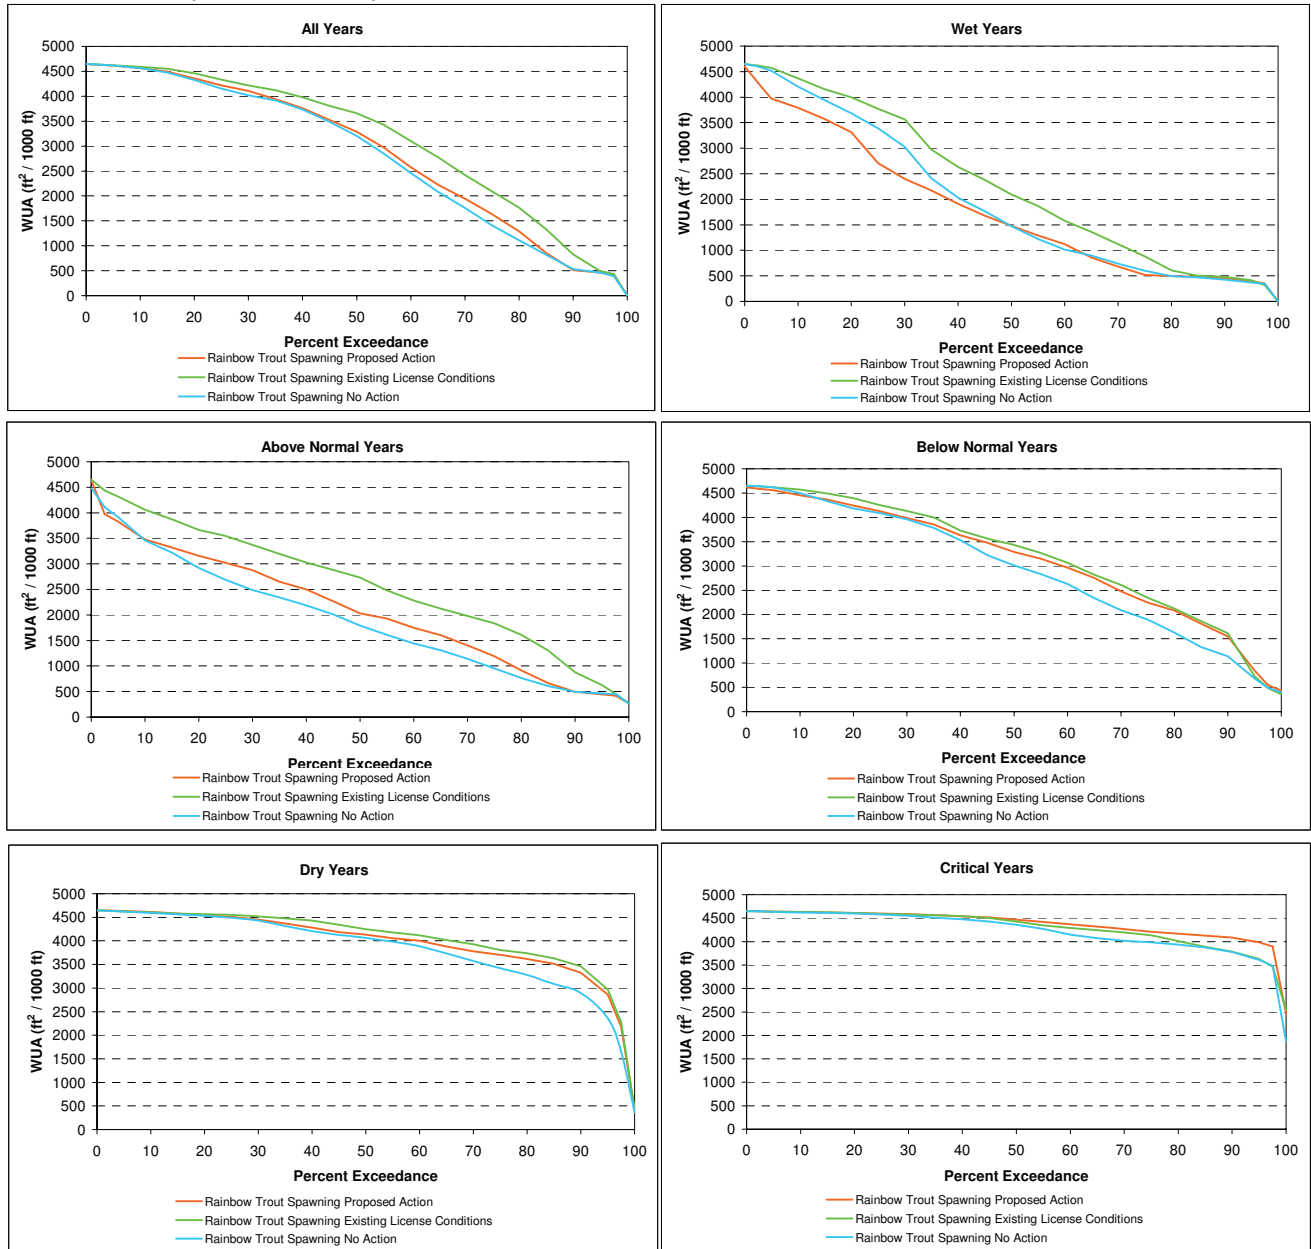 All Years
WUA (ft² / 1000 ft)
5000
4500
4000
3500
3000
2500
2000
1500
1000
500
0
0 10 20 30 40 50 60 70 80 90 100
Percent Exceedance
Rainbow Trout Spawning Proposed Action
Rainbow Trout Spawning Existing License Conditions
Rainbow Trout Spawning No Action
Wet Years
WUA (ft² / 1000 ft)
5000
4500
4000
3500
3000
2500
2000
1500
1000
500
0
0 10 20 30 40 50 60 70 80 90 100
Percent Exceedance
Rainbow Trout Spawning Proposed Action
Rainbow Trout Spawning Existing License Conditions
Rainbow Trout Spawning No Action
Above Normal Years
WUA (ft² / 1000 ft)
5000
4500
4000
3500
3000
2500
2000
1500
1000
500
0
0 10 20 30 40 50 60 70 80 90 100
Percent Exceedance
Rainbow Trout Spawning Proposed Action
Rainbow Trout Spawning Existing License Conditions
Rainbow Trout Spawning No Action
Below Normal Years
WUA (ft² / 1000 ft)
5000
4500
4000
3500
3000
2500
2000
1500
1000
500
0
0 10 20 30 40 50 60 70 80 90 100
Percent Exceedance
Rainbow Trout Spawning Proposed Action
Rainbow Trout Spawning Existing License Conditions
Rainbow Trout Spawning No Action
Dry Years
WUA (ft² / 1000 ft)
5000
4500
4000
3500
3000
2500
2000
1500
1000
500
0
0 10 20 30 40 50 60 70 80 90 100
Percent Exceedance
Rainbow Trout Spawning Proposed Action
Rainbow Trout Spawning Existing License Conditions
Rainbow Trout Spawning No Action
Critical Years
WUA (ft² / 1000 ft)
5000
4500
4000
3500
3000
2500
2000
1500
1000
500
0
0 10 20 30 40 50 60 70 80 90 100
Percent Exceedance
Rainbow Trout Spawning Proposed Action
Rainbow Trout Spawning Existing License Conditions
Rainbow Trout Spawning No Action